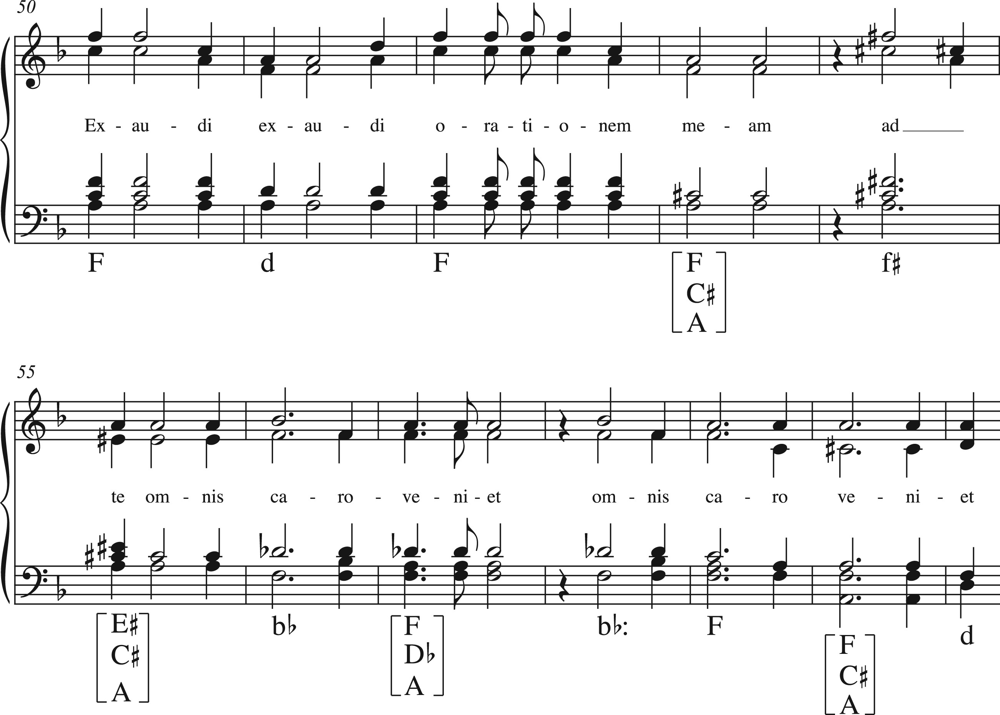 50
Ex - au - di ex - au - di o - ra - ti - o - nem me - am ad
F d F F f♯
C♯
A
55
te om - nis ca - ro - ve - ni - et om - nis ca - ro ve - ni - et
E♯ b♭ F b♭: F F d
C♯ D♭ C♯
A A A